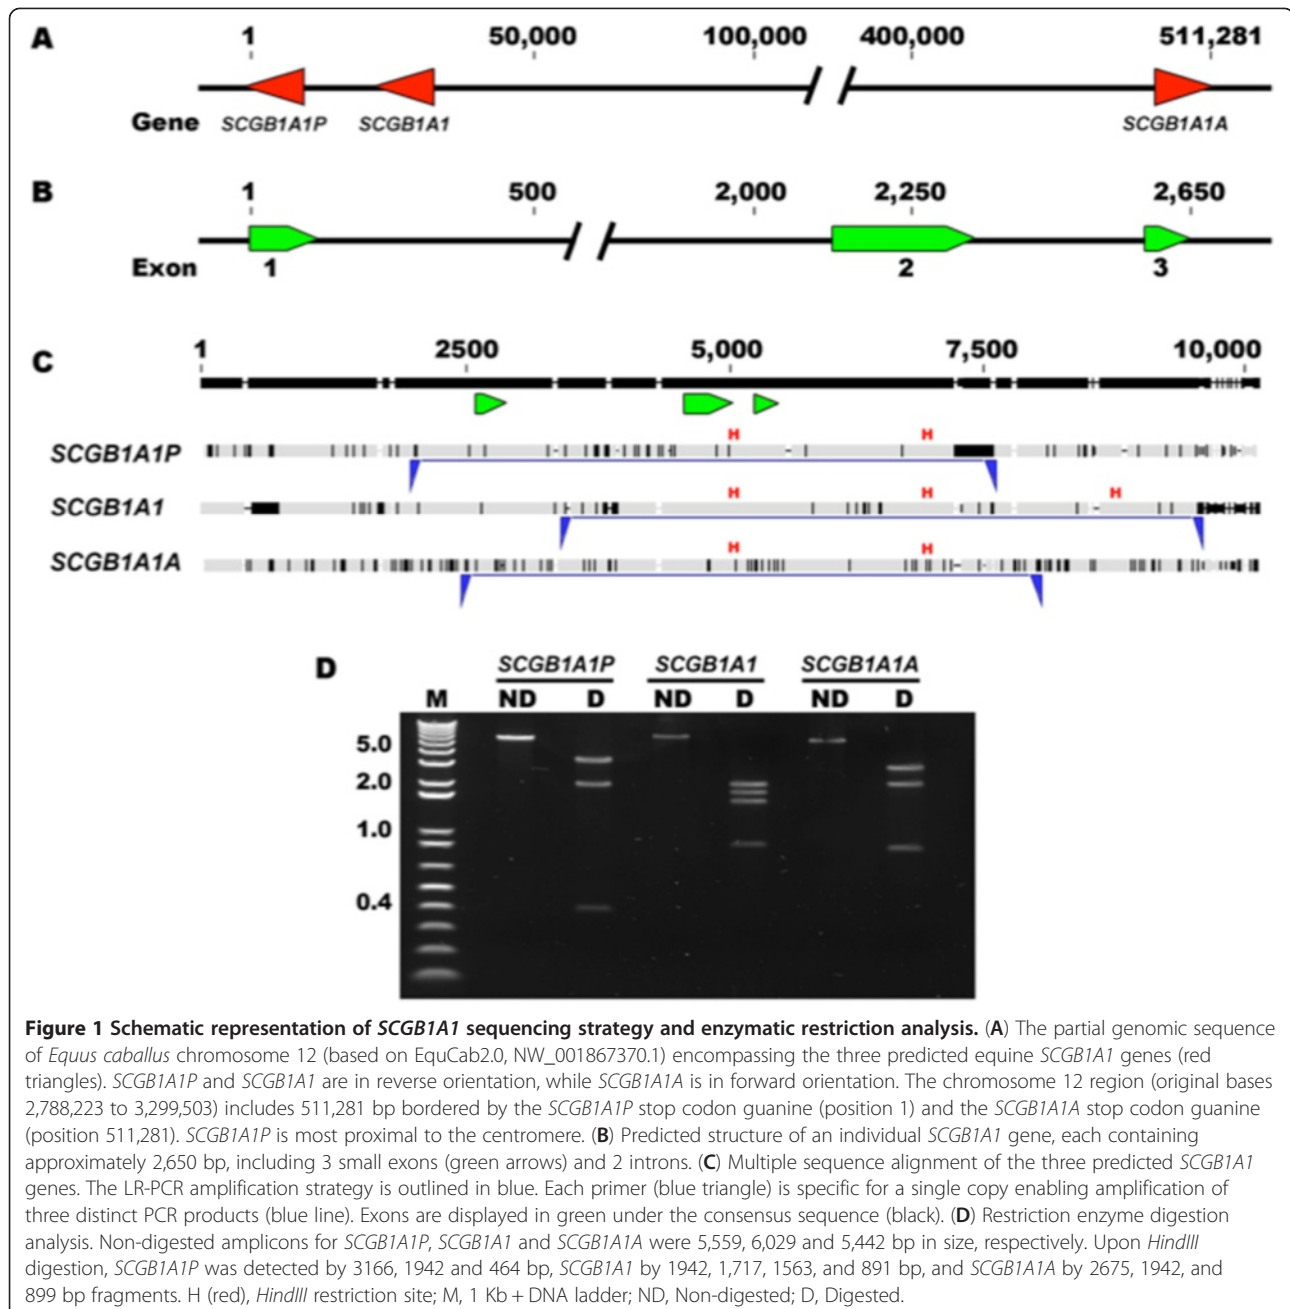 A
1 50,000 100,000 400,000 511,281
Gene SCGB1A1P SCGB1A1 SCGB1A1A
B
1 500 2,000 2,250 2,650
Exon 1 2 3
C
1 2500 5,000 7,500 10,000
H H
SCGB1A1P
H H H
SCGB1A1
H H
SCGB1A1A
D
SCGB1A1P SCGB1A1 SCGB1A1A
M ND D ND D ND D
5.0
2.0
1.0
0.4
Figure 1 Schematic representation of SCGB1A1 sequencing strategy and enzymatic restriction analysis. (A) The partial genomic sequence
of Equus caballus chromosome 12 (based on EquCab2.0, NW_001867370.1) encompassing the three predicted equine SCGB1A1 genes (red
triangles). SCGB1A1P and SCGB1A1 are in reverse orientation, while SCGB1A1A is in forward orientation. The chromosome 12 region (original bases
2,788,223 to 3,299,503) includes 511,281 bp bordered by the SCGB1A1P stop codon guanine (position 1) and the SCGB1A1A stop codon guanine
(position 511,281). SCGB1A1P is most proximal to the centromere. (B) Predicted structure of an individual SCGB1A1 gene, each containing
approximately 2,650 bp, including 3 small exons (green arrows) and 2 introns. (C) Multiple sequence alignment of the three predicted SCGB1A1
genes. The LR-PCR amplification strategy is outlined in blue. Each primer (blue triangle) is specific for a single copy enabling amplification of
three distinct PCR products (blue line). Exons are displayed in green under the consensus sequence (black). (D) Restriction enzyme digestion
analysis. Non-digested amplicons for SCGB1A1P, SCGB1A1 and SCGB1A1A were 5,559, 6,029 and 5,442 bp in size, respectively. Upon HindIII
digestion, SCGB1A1P was detected by 3166, 1942 and 464 bp, SCGB1A1 by 1942, 1,717, 1563, and 891 bp, and SCGB1A1A by 2675, 1942, and
899 bp fragments. H (red), HindIII restriction site; M, 1 Kb + DNA ladder; ND, Non-digested; D, Digested.